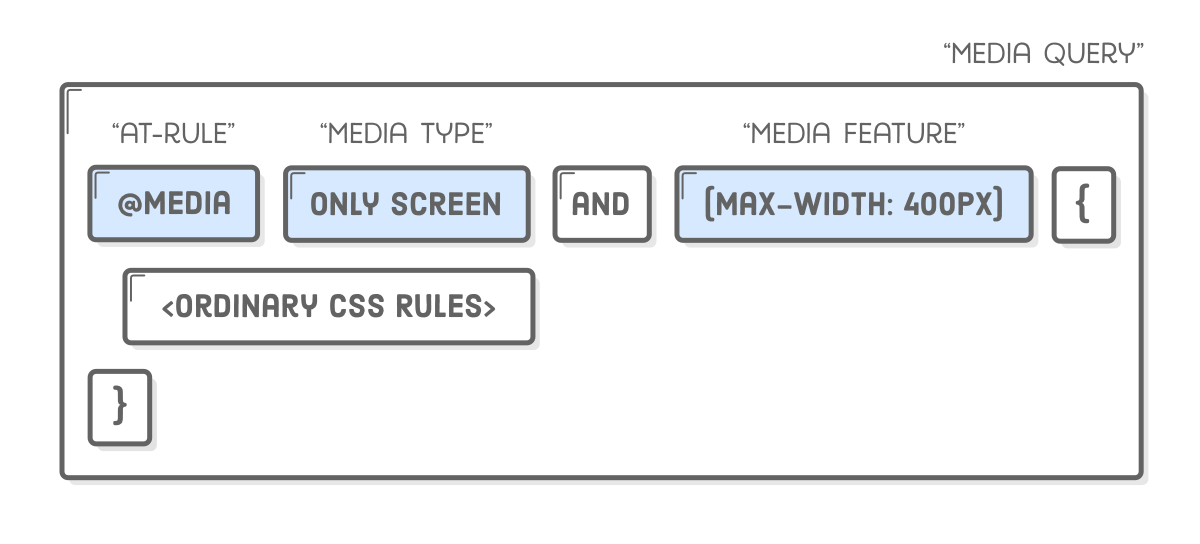 “MEDIA QUERY”
“AT-RULE” “MEDIA TYPE” “MEDIA FEATURE”
@MEDIA ONLY SCREEN AND (MAX-WIDTH: 400PX) {
<ORDINARY CSS RULES>
}